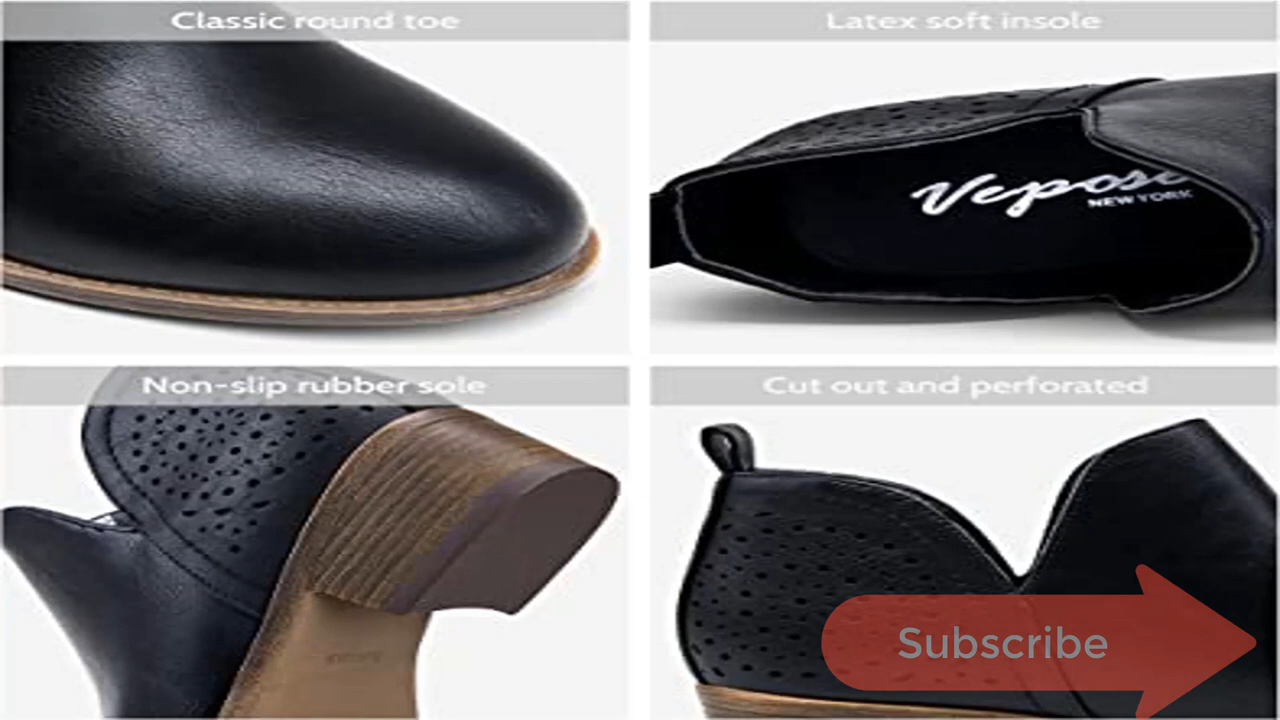 Classic round toe
Latex soft insole
Vepose
NEW YORK
Non-slip rubber sole
Cut out and perforated
Subscribe